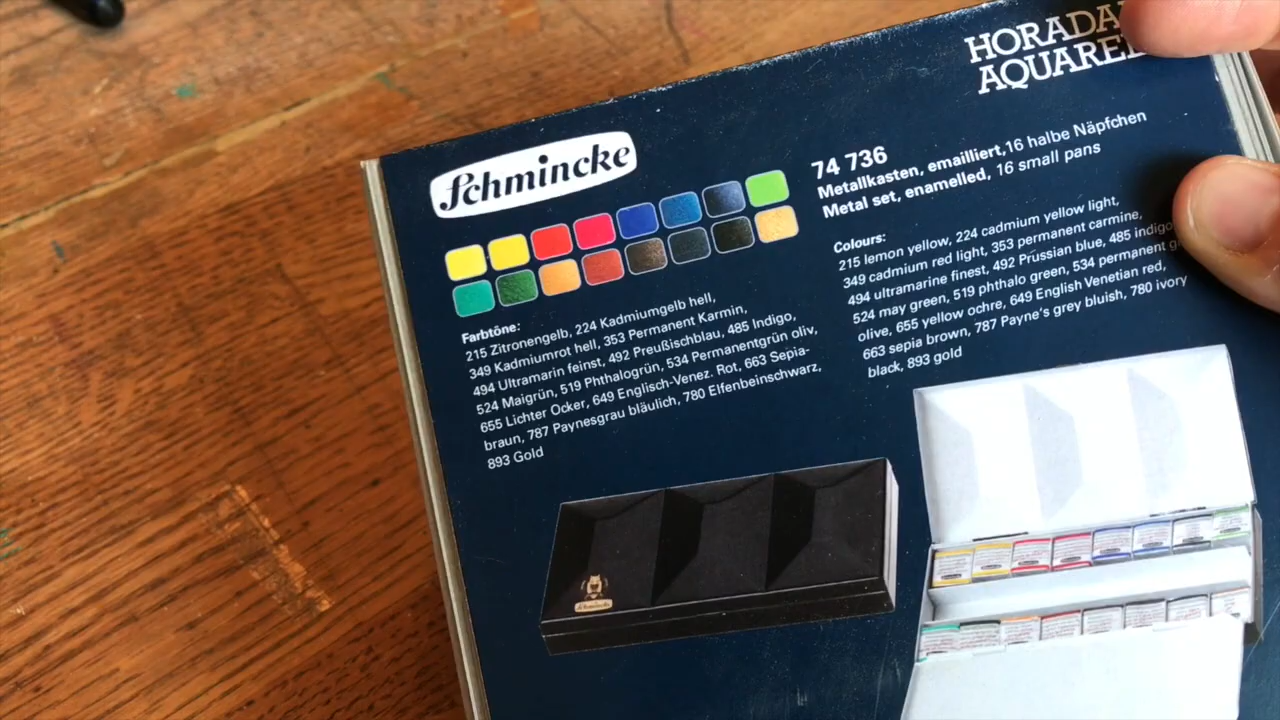 HORADA
AQUAREL
Schmincke
74 736
Metallkasten, emailliert,16 halbe Näpfchen
Metal set, enamelled, 16 small pans
Farbtöne:
215 Zitronengelb, 224 Kadmiumgelb hell,
349 Kadmiumrot hell, 353 Permanent Karmin,
494 Ultramarin feinst, 492 Preußischblau, 485 Indigo,
524 Maigrün, 519 Phthalogrün, 534 Permanentgrün oliv,
655 Lichter Ocker, 649 Englisch-Venez. Rot, 663 Sepia-
braun, 787 Paynesgrau bläulich, 780 Elfenbeinschwarz,
893 Gold
Colours:
215 lemon yellow, 224 cadmium yellow light,
349 cadmium red light, 353 permanent carmine,
494 ultramarine finest, 492 Prussian blue, 485 indigo
524 may green, 519 phthalo green, 534 permanent g
olive, 655 yellow ochre, 649 English Venetian red,
663 sepia brown, 787 Payne's grey bluish, 780 ivory
black, 893 gold
Schmincke